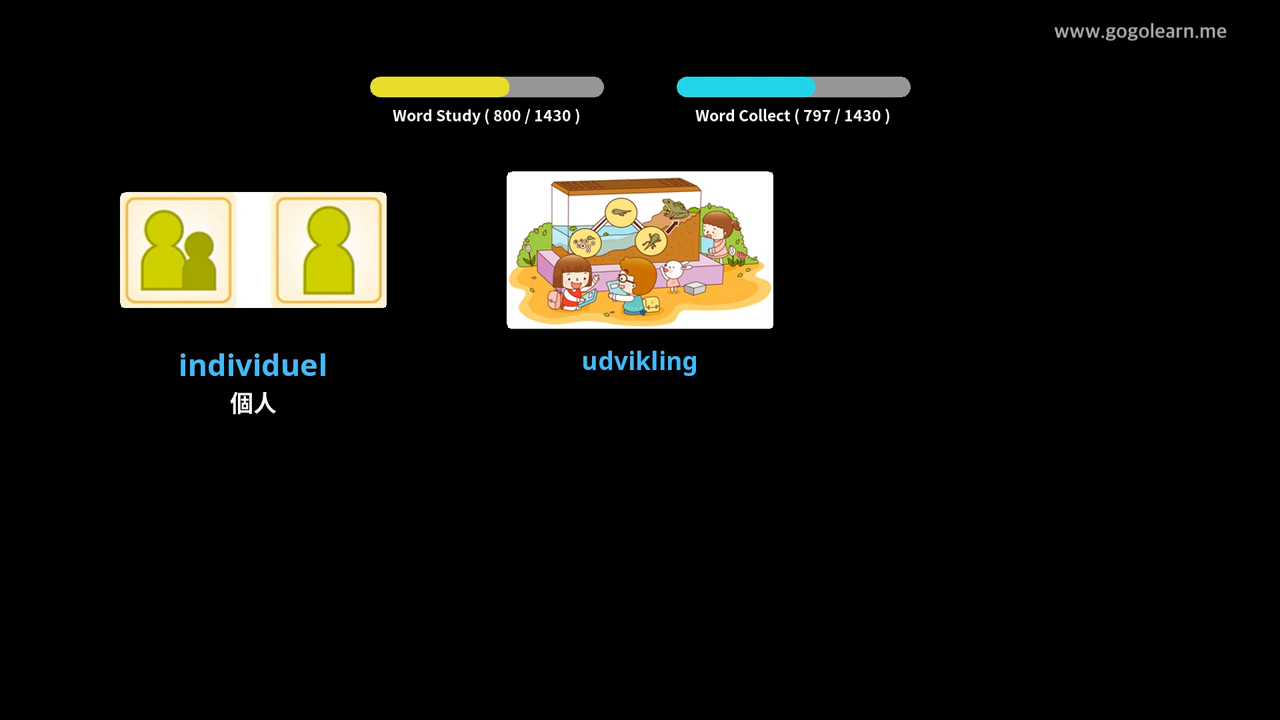 www.gogolearn.me
Word Study ( 800 / 1430 )
Word Collect ( 797 / 1430 )
individuel
個人
udvikling